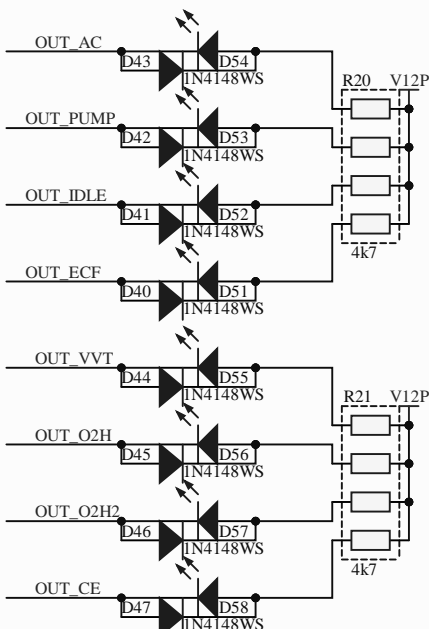 OUT_AC
D43
D54
1N4148WS
R20
V12P
OUT_PUMP
D42
D53
1N4148WS
OUT_IDLE
D41
D52
1N4148WS
OUT_ECF
D40
D51
1N4148WS
4k7
OUT_VVT
D44
D55
1N4148WS
R21
V12P
OUT_O2H
D45
D56
1N4148WS
OUT_O2H2
D46
D57
1N4148WS
4k7
OUT_CE
D47
D58
1N4148WS